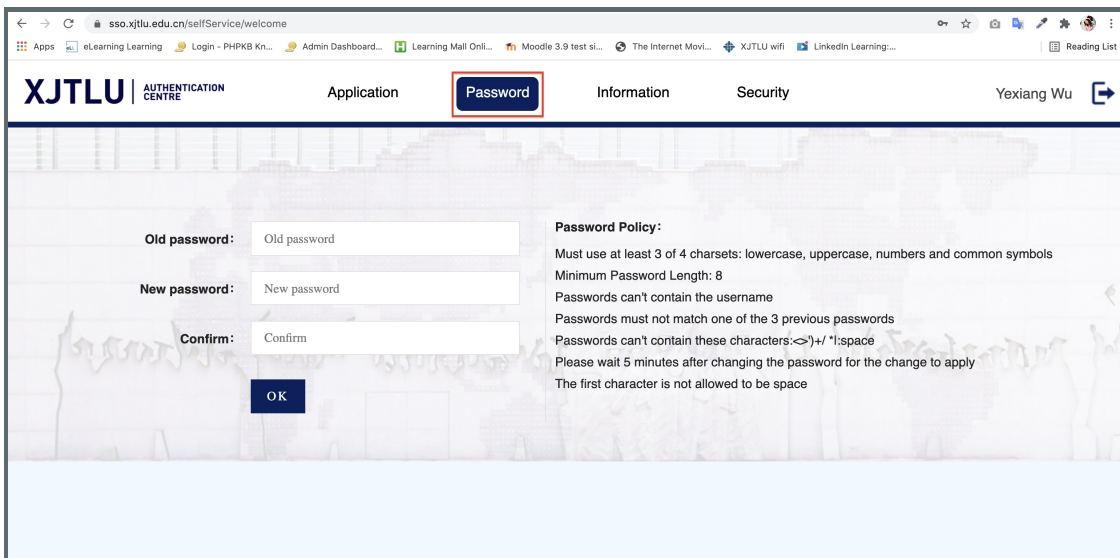 sso.xjtlu.edu.cn/selfService/welcome
Apps eLearning Learning Login - PHPKB Kn... Admin Dashboard... Learning Mall Onli... Moodle 3.9 test si... The Internet Movi... XJTLU wifi LinkedIn Learning:... Reading List
XJTLU AUTHENTICATION CENTRE Application Password Information Security Yexiang Wu
Old password: Old password
New password: New password
Confirm: Confirm
OK
Password Policy:
Must use at least 3 of 4 charsets: lowercase, uppercase, numbers and common symbols
Minimum Password Length: 8
Passwords can't contain the username
Passwords must not match one of the 3 previous passwords
Passwords can't contain these characters:<>')+/ *l:space
Please wait 5 minutes after changing the password for the change to apply
The first character is not allowed to be space